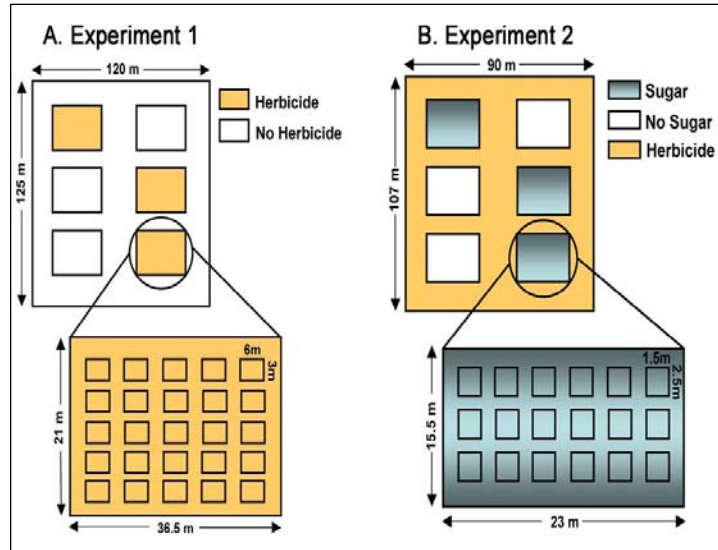 A. Experiment 1
120 m
125 m
Herbicide
No Herbicide
6m
3m
21 m
36.5 m
B. Experiment 2
90 m
107 m
Sugar
No Sugar
Herbicide
1.5m
2.5m
15.5 m
23 m